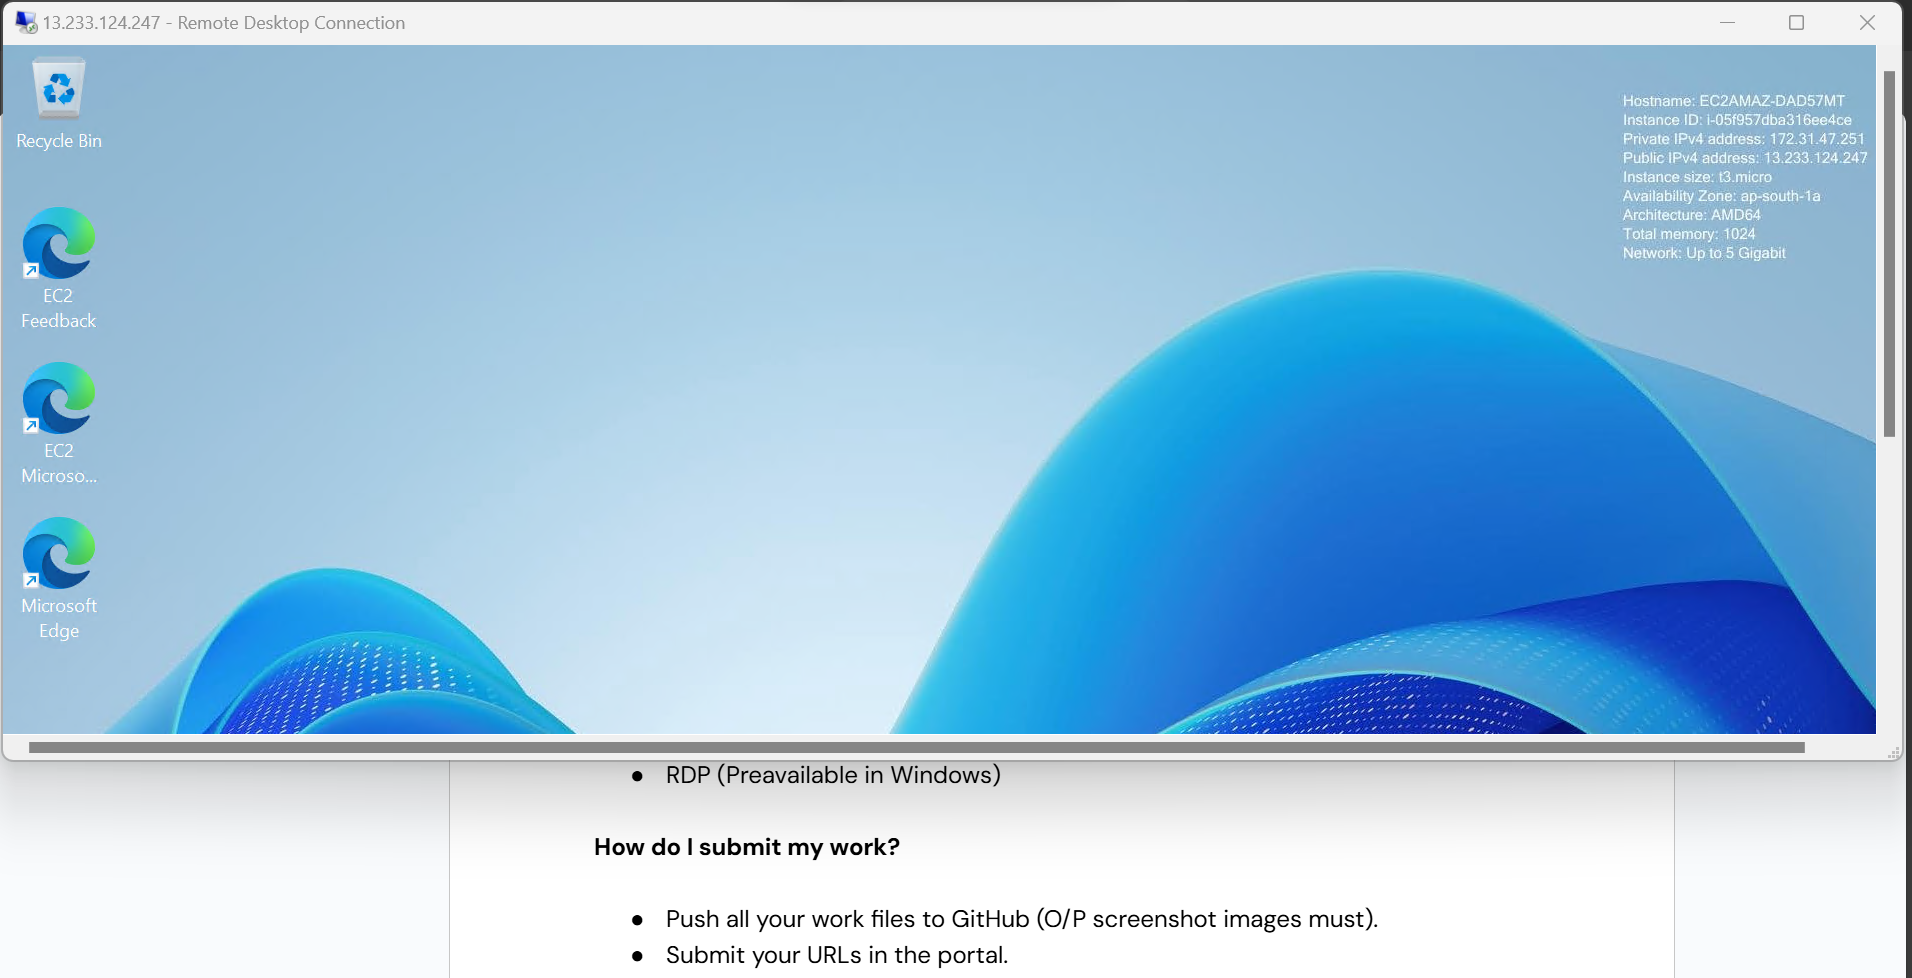 13.233.124.247 - Remote Desktop Connection
Recycle Bin
EC2
Feedback
EC2
Microso...
Microsoft
Edge
Hostname: EC2AMAZ-DAD57MT
Instance ID: i-05f957dba316ee4ce
Private IPv4 address: 172.31.47.251
Public IPv4 address: 13.233.124.247
Instance size: t3.micro
Availability Zone: ap-south-1a
Architecture: AMD64
Total memory: 1024
Network: Up to 5 Gigabit
● RDP (Preavailable in Windows)
How do I submit my work?
● Push all your work files to GitHub (O/P screenshot images must).
● Submit your URLs in the portal.